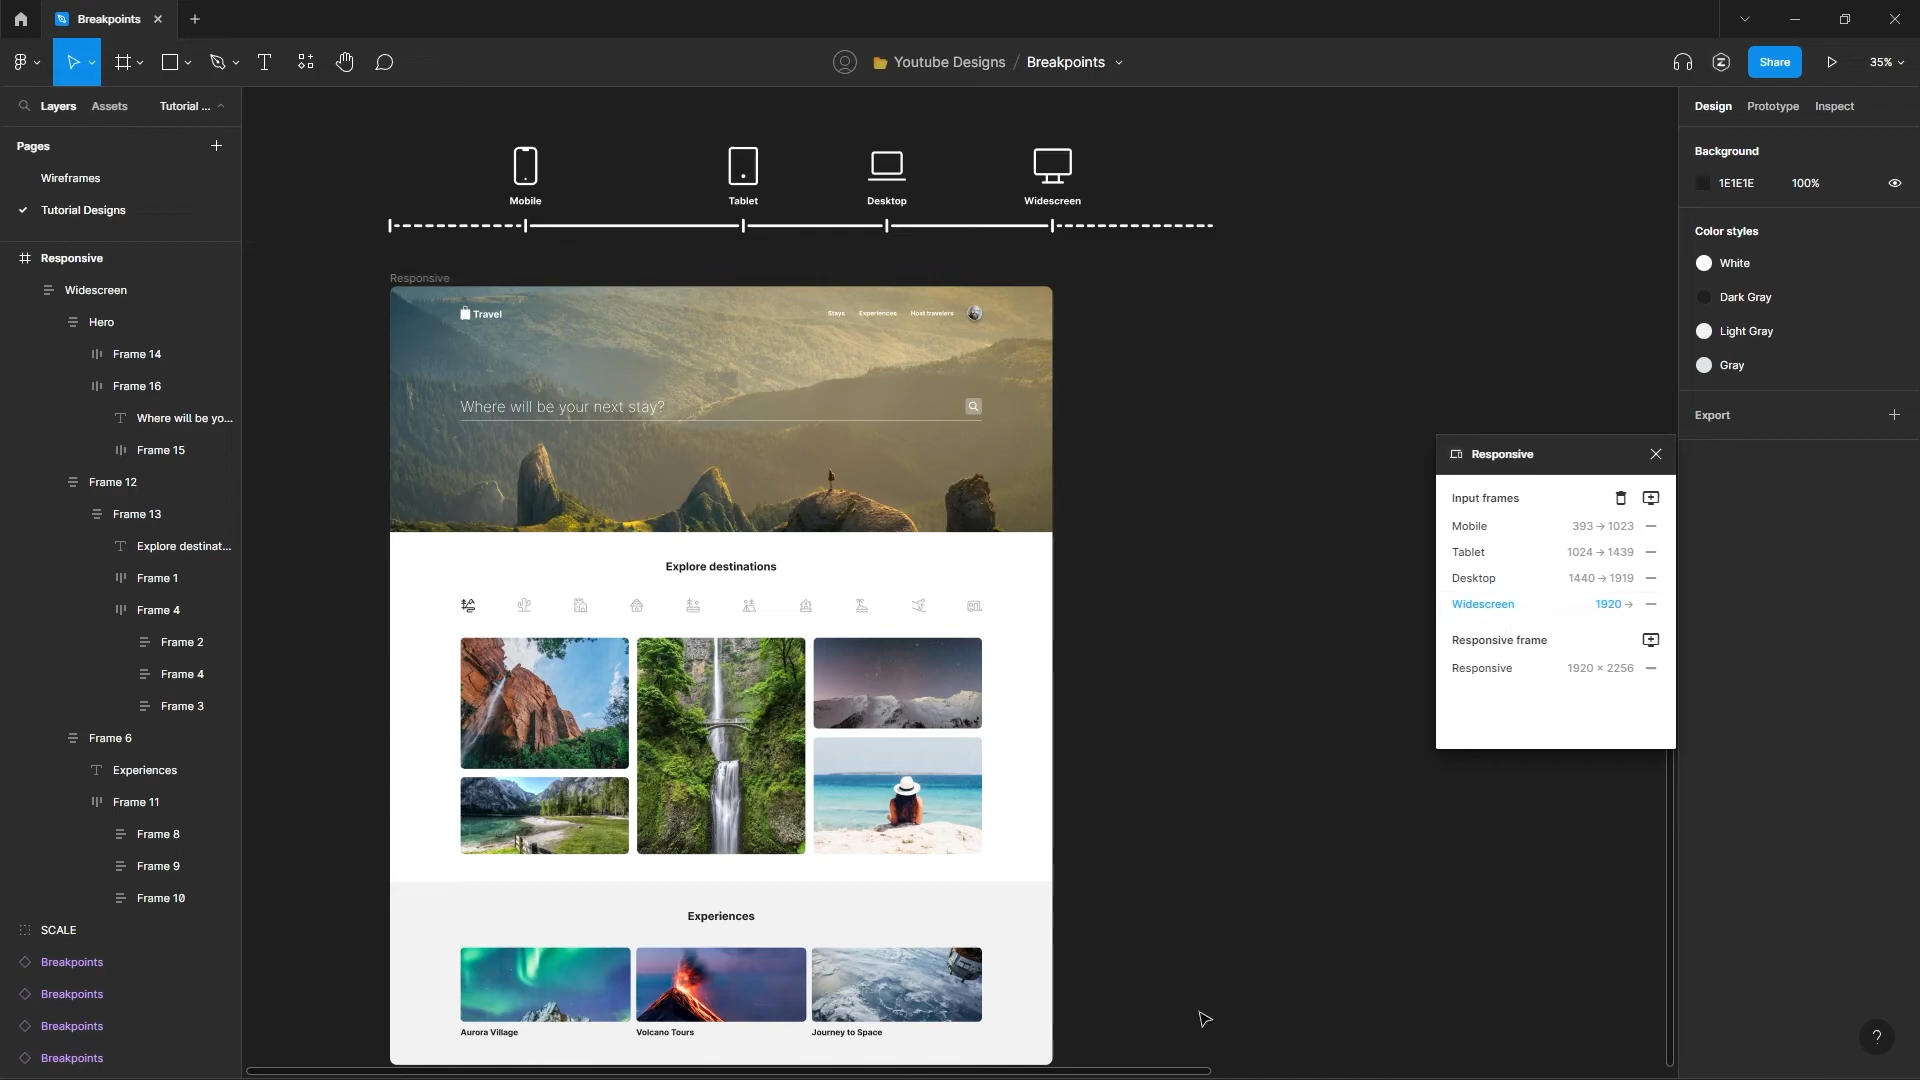 Breakpoints
Youtube Designs / Breakpoints
Share
35%
Layers
Assets
Tutorial ...
Pages
Wireframes
Tutorial Designs
Responsive
Widescreen
Hero
Frame 14
Frame 16
Where will be yo...
Frame 15
Frame 12
Frame 13
Explore destinat...
Frame 1
Frame 4
Frame 2
Frame 4
Frame 3
Frame 6
Experiences
Frame 11
Frame 8
Frame 9
Frame 10
SCALE
Breakpoints
Breakpoints
Breakpoints
Breakpoints
Mobile
Tablet
Desktop
Widescreen
Responsive
Travel
Stays
Experiences
Host travelers
Where will be your next stay?
Explore destinations
Experiences
Aurora Village
Volcano Tours
Journey to Space
Responsive
Input frames
Mobile 393 → 1023
Tablet 1024 → 1439
Desktop 1440 → 1919
Widescreen 1920 →
Responsive frame
Responsive 1920 × 2256
Design
Prototype
Inspect
Background
1E1E1E 100%
Color styles
White
Dark Gray
Light Gray
Gray
Export
?